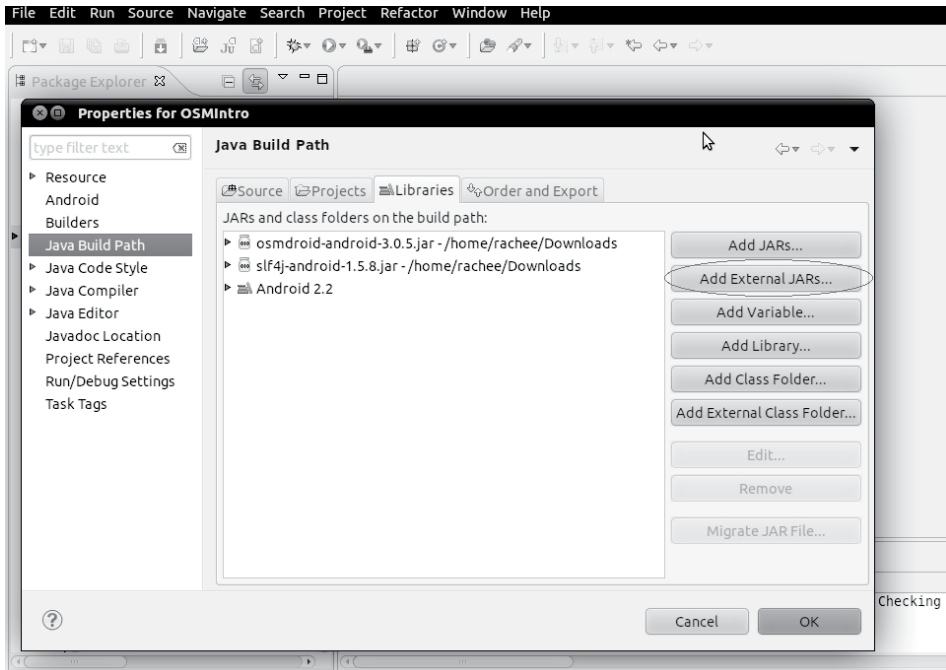 File Edit Run Source Navigate Search Project Refactor Window Help
Package Explorer
Properties for OSMIntro
type filter text
Resource
Android
Builders
Java Build Path
Java Code Style
Java Compiler
Java Editor
Javadoc Location
Project References
Run/Debug Settings
Task Tags
Java Build Path
Source Projects Libraries Order and Export
JARs and class folders on the build path:
osmdroid-android-3.0.5.jar - /home/rachee/Downloads
slf4j-android-1.5.8.jar - /home/rachee/Downloads
Android 2.2
Add JARs...
Add External JARs...
Add Variable...
Add Library...
Add Class Folder...
Add External Class Folder...
Edit...
Remove
Migrate JAR File...
Checking
? Cancel OK